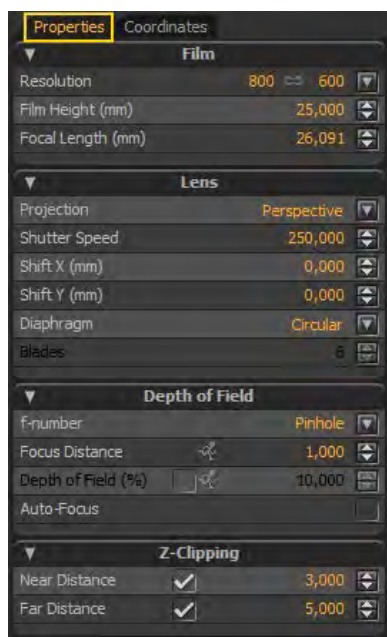 Properties Coordinates
Film
Resolution 800 600
Film Height (mm) 25,000
Focal Length (mm) 26,091
Lens
Projection Perspective
Shutter Speed 250,000
Shift X (mm) 0,000
Shift Y (mm) 0,000
Diaphragm Circular
Blades 6
Depth of Field
f-number Pinhole
Focus Distance 1,000
Depth of Field (%) 10,000
Auto-Focus
Z-Clipping
Near Distance 3,000
Far Distance 5,000